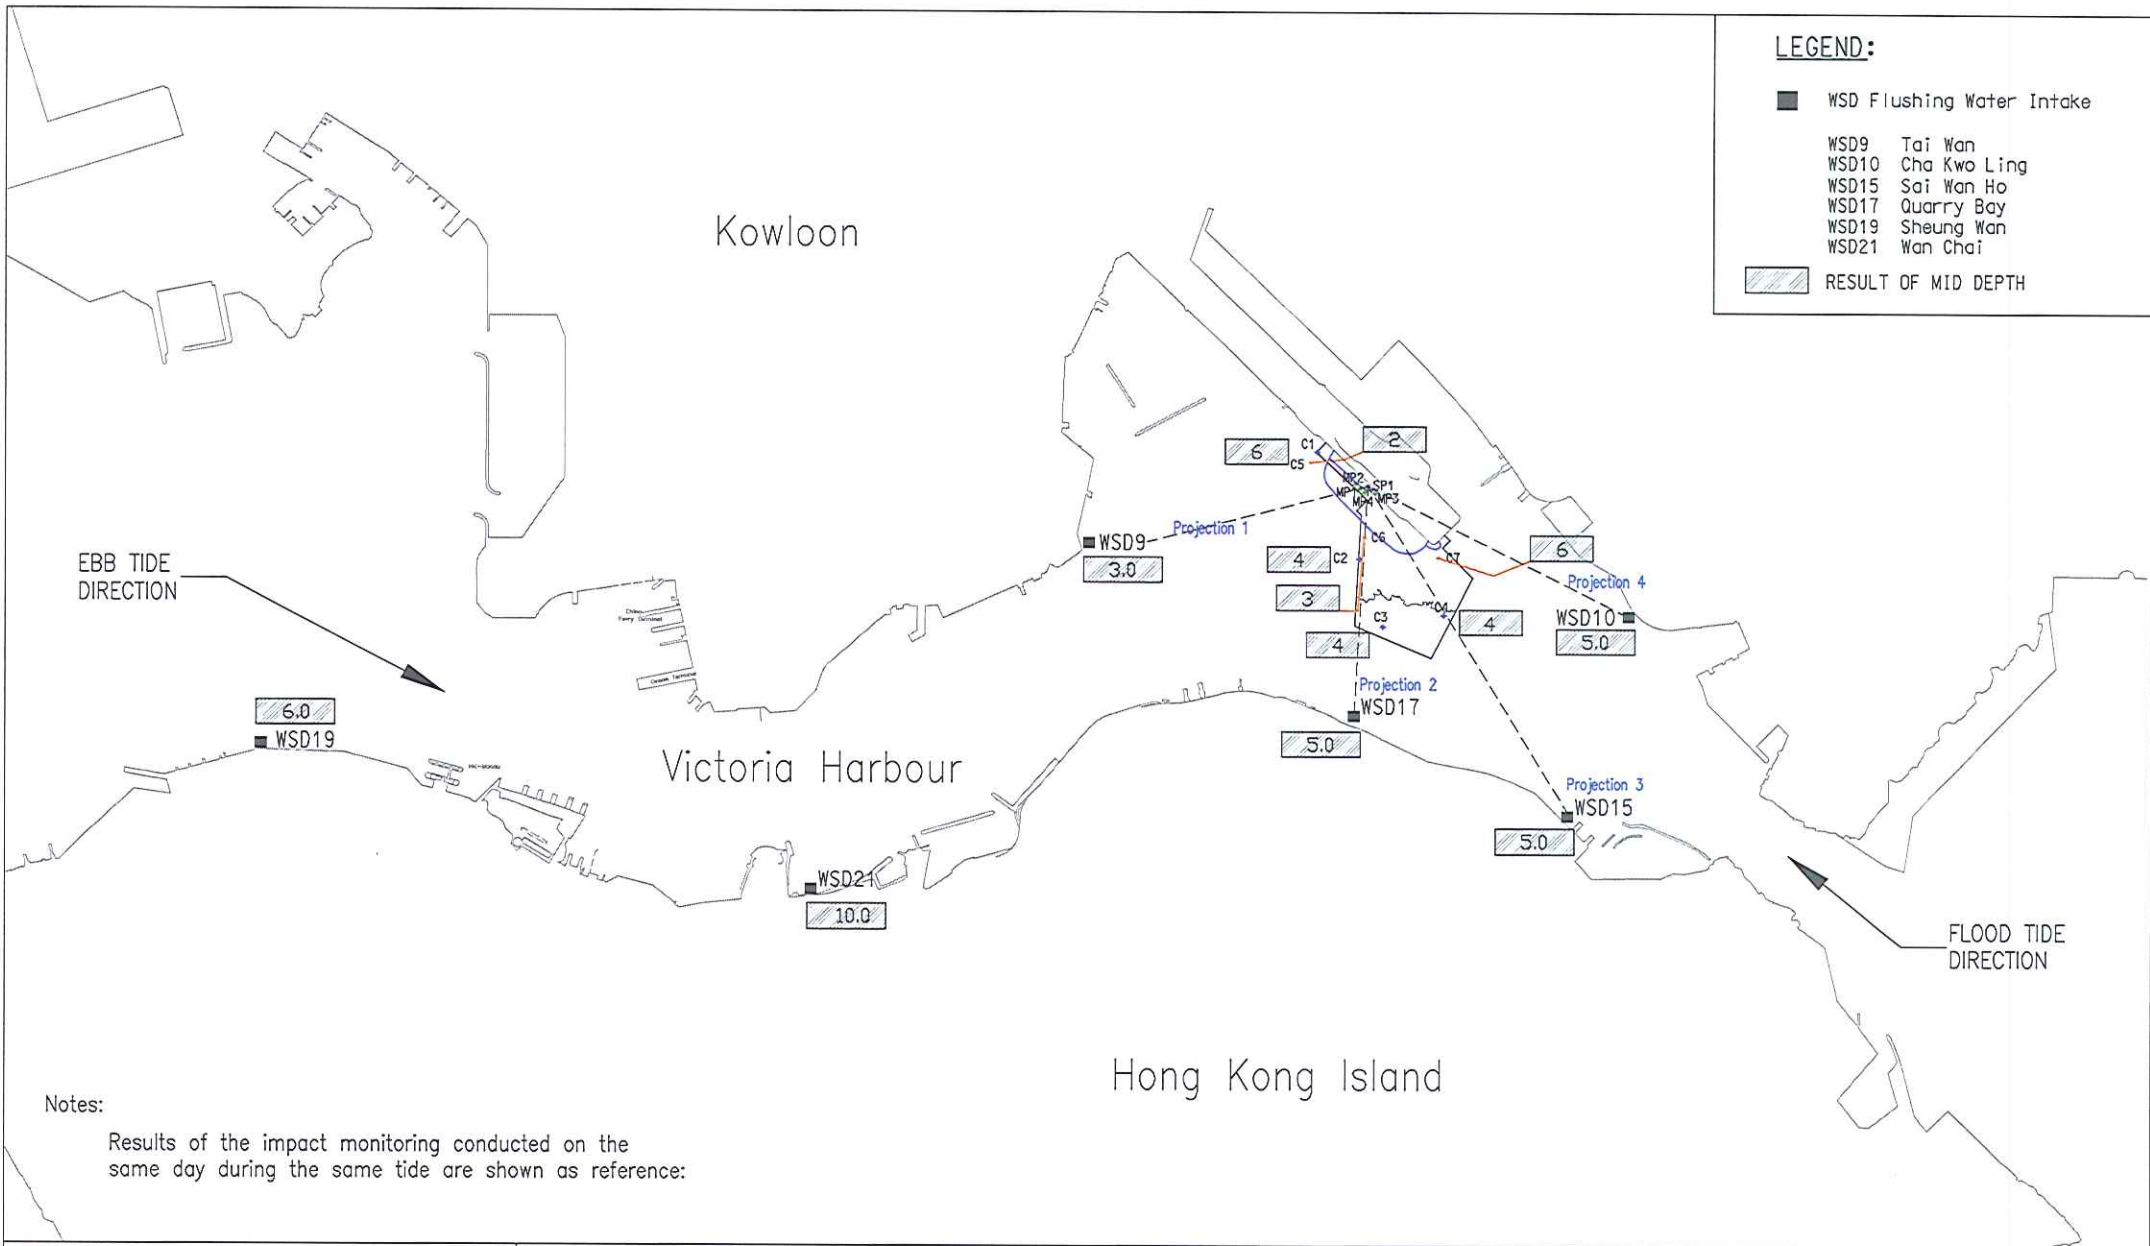 LEGEND:
WSD Flushing Water Intake
WSD9 Tai Wan
WSD10 Cha Kwo Ling
WSD15 Sai Wan Ho
WSD17 Quarry Bay
WSD19 Sheung Wan
WSD21 Wan Chai
RESULT OF MID DEPTH
Kowloon
2
6
C1
C5
MP2
SP1
MP1
MP3
MP4
Projection 1
C6
WSD9
3.0
4
C2
C7
6
Projection 4
EBB TIDE
DIRECTION
3
C3
C4
4
WSD10
5.0
4
China
Ferry Terminal
Ocean Terminal
Projection 2
WSD17
5.0
6.0
WSD19
Victoria Harbour
Projection 3
WSD15
5.0
WSD21
10.0
FLOOD TIDE
DIRECTION
Hong Kong Island
Notes:
Results of the impact monitoring conducted on the
same day during the same tide are shown as reference: